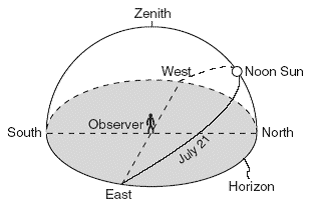 Zenith
West
Noon Sun
South
Observer
North
July 21
East
Horizon